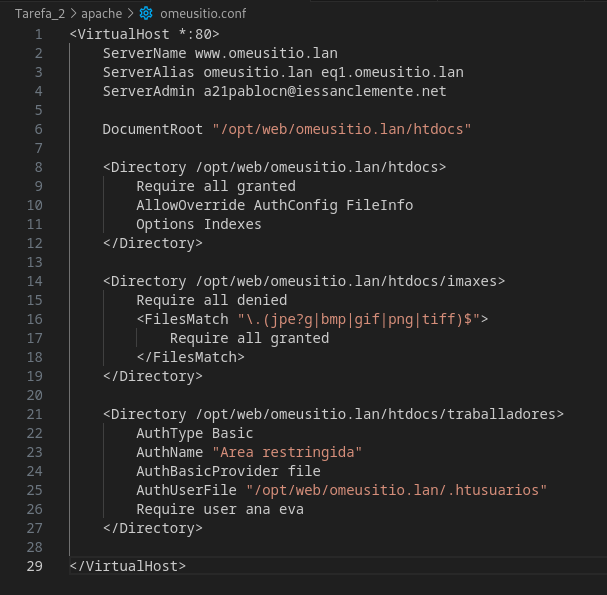 Tarefa_2 > apache > omeusitio.conf
1 <VirtualHost *:80>
2 ServerName www.omeusitio.lan
3 ServerAlias omeusitio.lan eq1.omeusitio.lan
4 ServerAdmin a21pablocn@iessanclemente.net
5
6 DocumentRoot "/opt/web/omeusitio.lan/htdocs"
7
8 <Directory /opt/web/omeusitio.lan/htdocs>
9 Require all granted
10 AllowOverride AuthConfig FileInfo
11 Options Indexes
12 </Directory>
13
14 <Directory /opt/web/omeusitio.lan/htdocs/imaxes>
15 Require all denied
16 <FilesMatch "\.(jpe?g|bmp|gif|png|tiff)$">
17 Require all granted
18 </FilesMatch>
19 </Directory>
20
21 <Directory /opt/web/omeusitio.lan/htdocs/traballadores>
22 AuthType Basic
23 AuthName "Area restringida"
24 AuthBasicProvider file
25 AuthUserFile "/opt/web/omeusitio.lan/.htusuarios"
26 Require user ana eva
27 </Directory>
28
29 </VirtualHost>